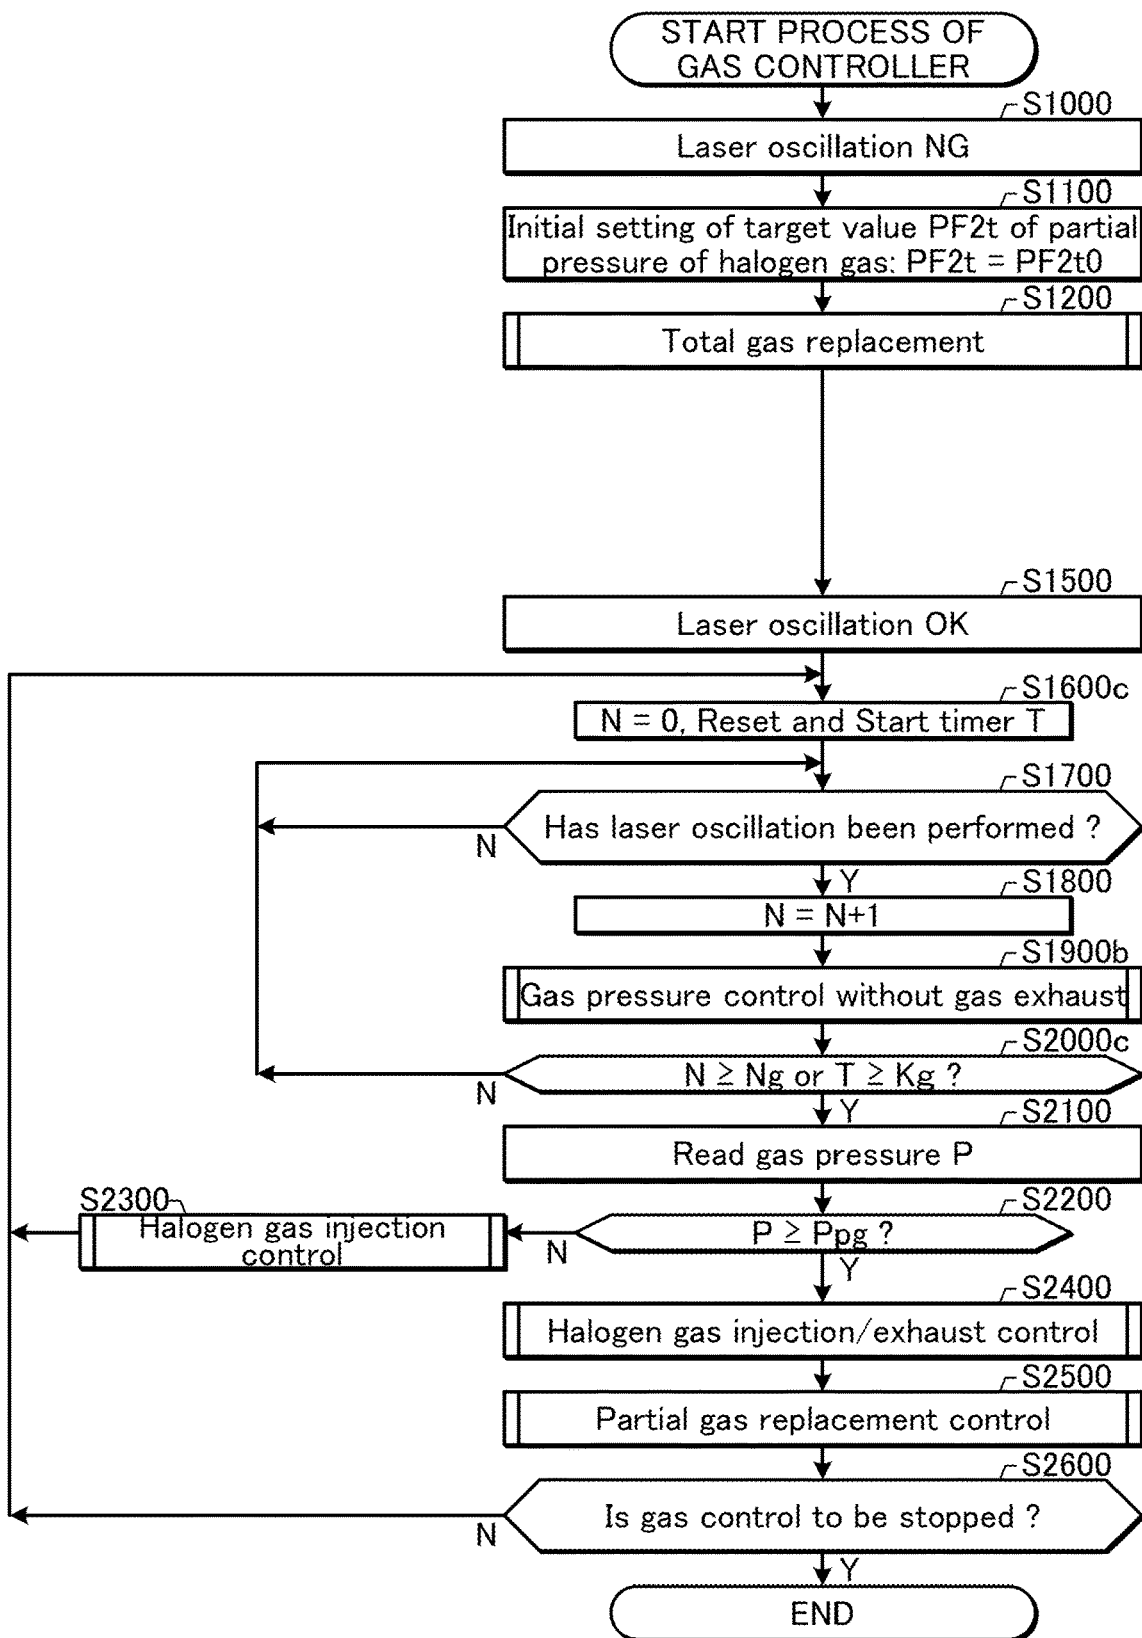 START PROCESS OF
GAS CONTROLLER
S1000
Laser oscillation NG
S1100
Initial setting of target value PF2t of partial
pressure of halogen gas: PF2t = PF2t0
S1200
Total gas replacement
S1500
Laser oscillation OK
S1600c
N = 0, Reset and Start timer T
S1700
Has laser oscillation been performed ?
N
Y
S1800
N = N+1
S1900b
Gas pressure control without gas exhaust
S2000c
N ≥ Ng or T ≥ Kg ?
N
Y
S2100
Read gas pressure P
S2200
P ≥ Ppg ?
N
Y
S2300
Halogen gas injection
control
S2400
Halogen gas injection/exhaust control
S2500
Partial gas replacement control
S2600
Is gas control to be stopped ?
N
Y
END